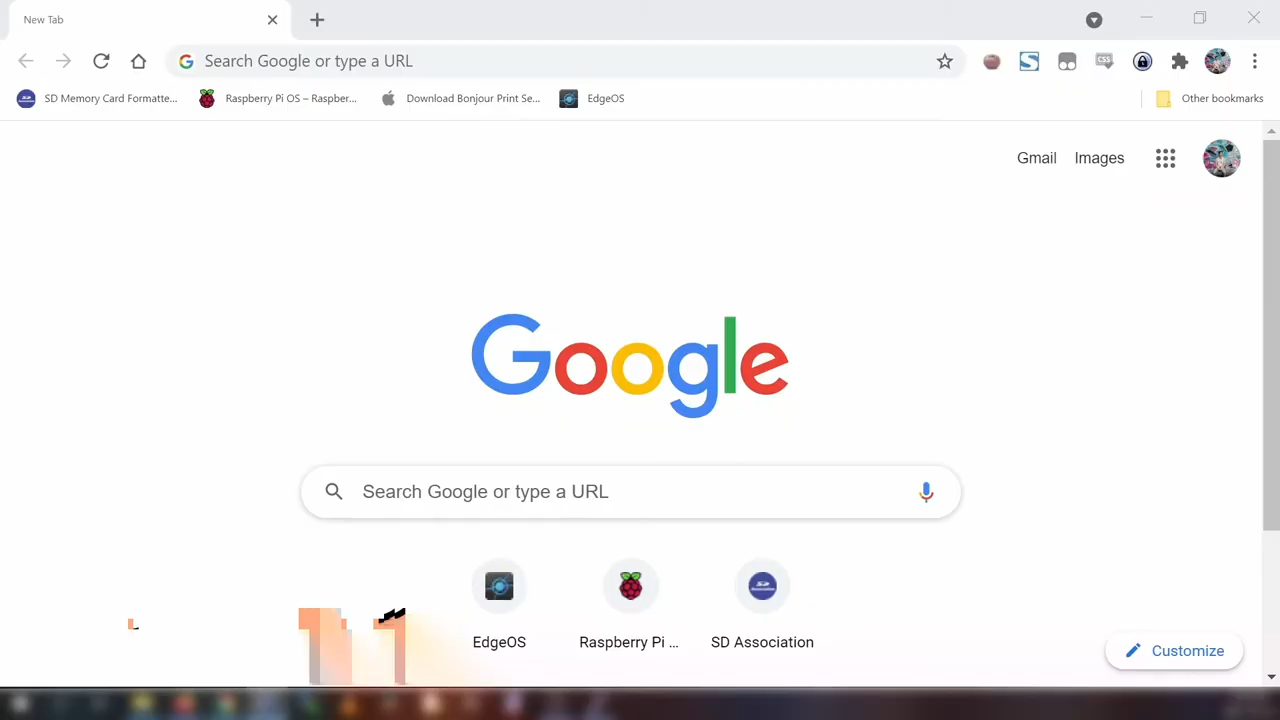 New Tab
Search Google or type a URL
SD Memory Card Formatte...
Raspberry Pi OS – Raspber...
Download Bonjour Print Se...
EdgeOS
Other bookmarks
CSS
Gmail
Images
Google
Search Google or type a URL
EdgeOS
Raspberry Pi ...
SD Association
Customize